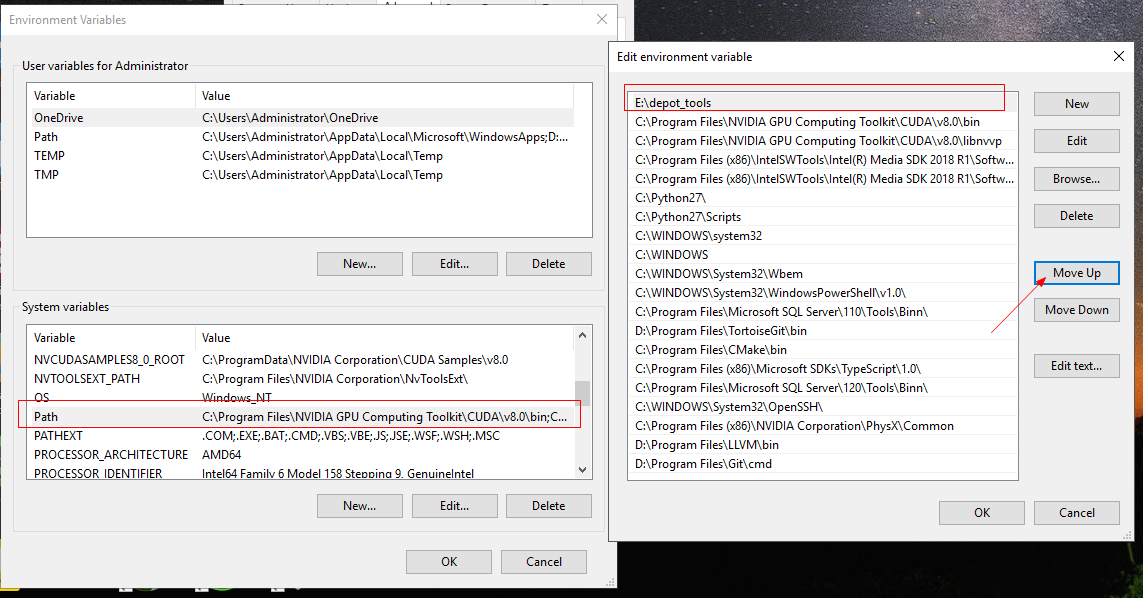 Environment Variables
User variables for Administrator
Variable Value
OneDrive C:\Users\Administrator\OneDrive
Path C:\Users\Administrator\AppData\Local\Microsoft\WindowsApps;D:...
TEMP C:\Users\Administrator\AppData\Local\Temp
TMP C:\Users\Administrator\AppData\Local\Temp
New... Edit... Delete
System variables
Variable Value
NVCUDASAMPLES8_0_ROOT C:\ProgramData\NVIDIA Corporation\CUDA Samples\v8.0
NVTOOLSEXT_PATH C:\Program Files\NVIDIA Corporation\NvToolsExt\
OS Windows_NT
Path C:\Program Files\NVIDIA GPU Computing Toolkit\CUDA\v8.0\bin;C...
PATHEXT .COM;.EXE;.BAT;.CMD;.VBS;.VBE;.JS;.JSE;.WSF;.WSH;.MSC
PROCESSOR_ARCHITECTURE AMD64
PROCESSOR_IDENTIFIER Intel64 Family 6 Model 158 Stepping 9, GenuineIntel
New... Edit... Delete
OK Cancel
Edit environment variable
E:\depot_tools
C:\Program Files\NVIDIA GPU Computing Toolkit\CUDA\v8.0\bin
C:\Program Files\NVIDIA GPU Computing Toolkit\CUDA\v8.0\libnvvp
C:\Program Files (x86)\IntelSWTools\Intel(R) Media SDK 2018 R1\Softw...
C:\Program Files (x86)\IntelSWTools\Intel(R) Media SDK 2018 R1\Softw...
C:\Python27\
C:\Python27\Scripts
C:\WINDOWS\system32
C:\WINDOWS
C:\WINDOWS\System32\Wbem
C:\WINDOWS\System32\WindowsPowerShell\v1.0\
C:\Program Files\Microsoft SQL Server\110\Tools\Binn\
D:\Program Files\TortoiseGit\bin
C:\Program Files\CMake\bin
C:\Program Files (x86)\Microsoft SDKs\TypeScript\1.0\
C:\Program Files\Microsoft SQL Server\120\Tools\Binn\
C:\WINDOWS\System32\OpenSSH\
C:\Program Files (x86)\NVIDIA Corporation\PhysX\Common
D:\Program Files\LLVM\bin
D:\Program Files\Git\cmd
New
Edit
Browse...
Delete
Move Up
Move Down
Edit text...
OK Cancel